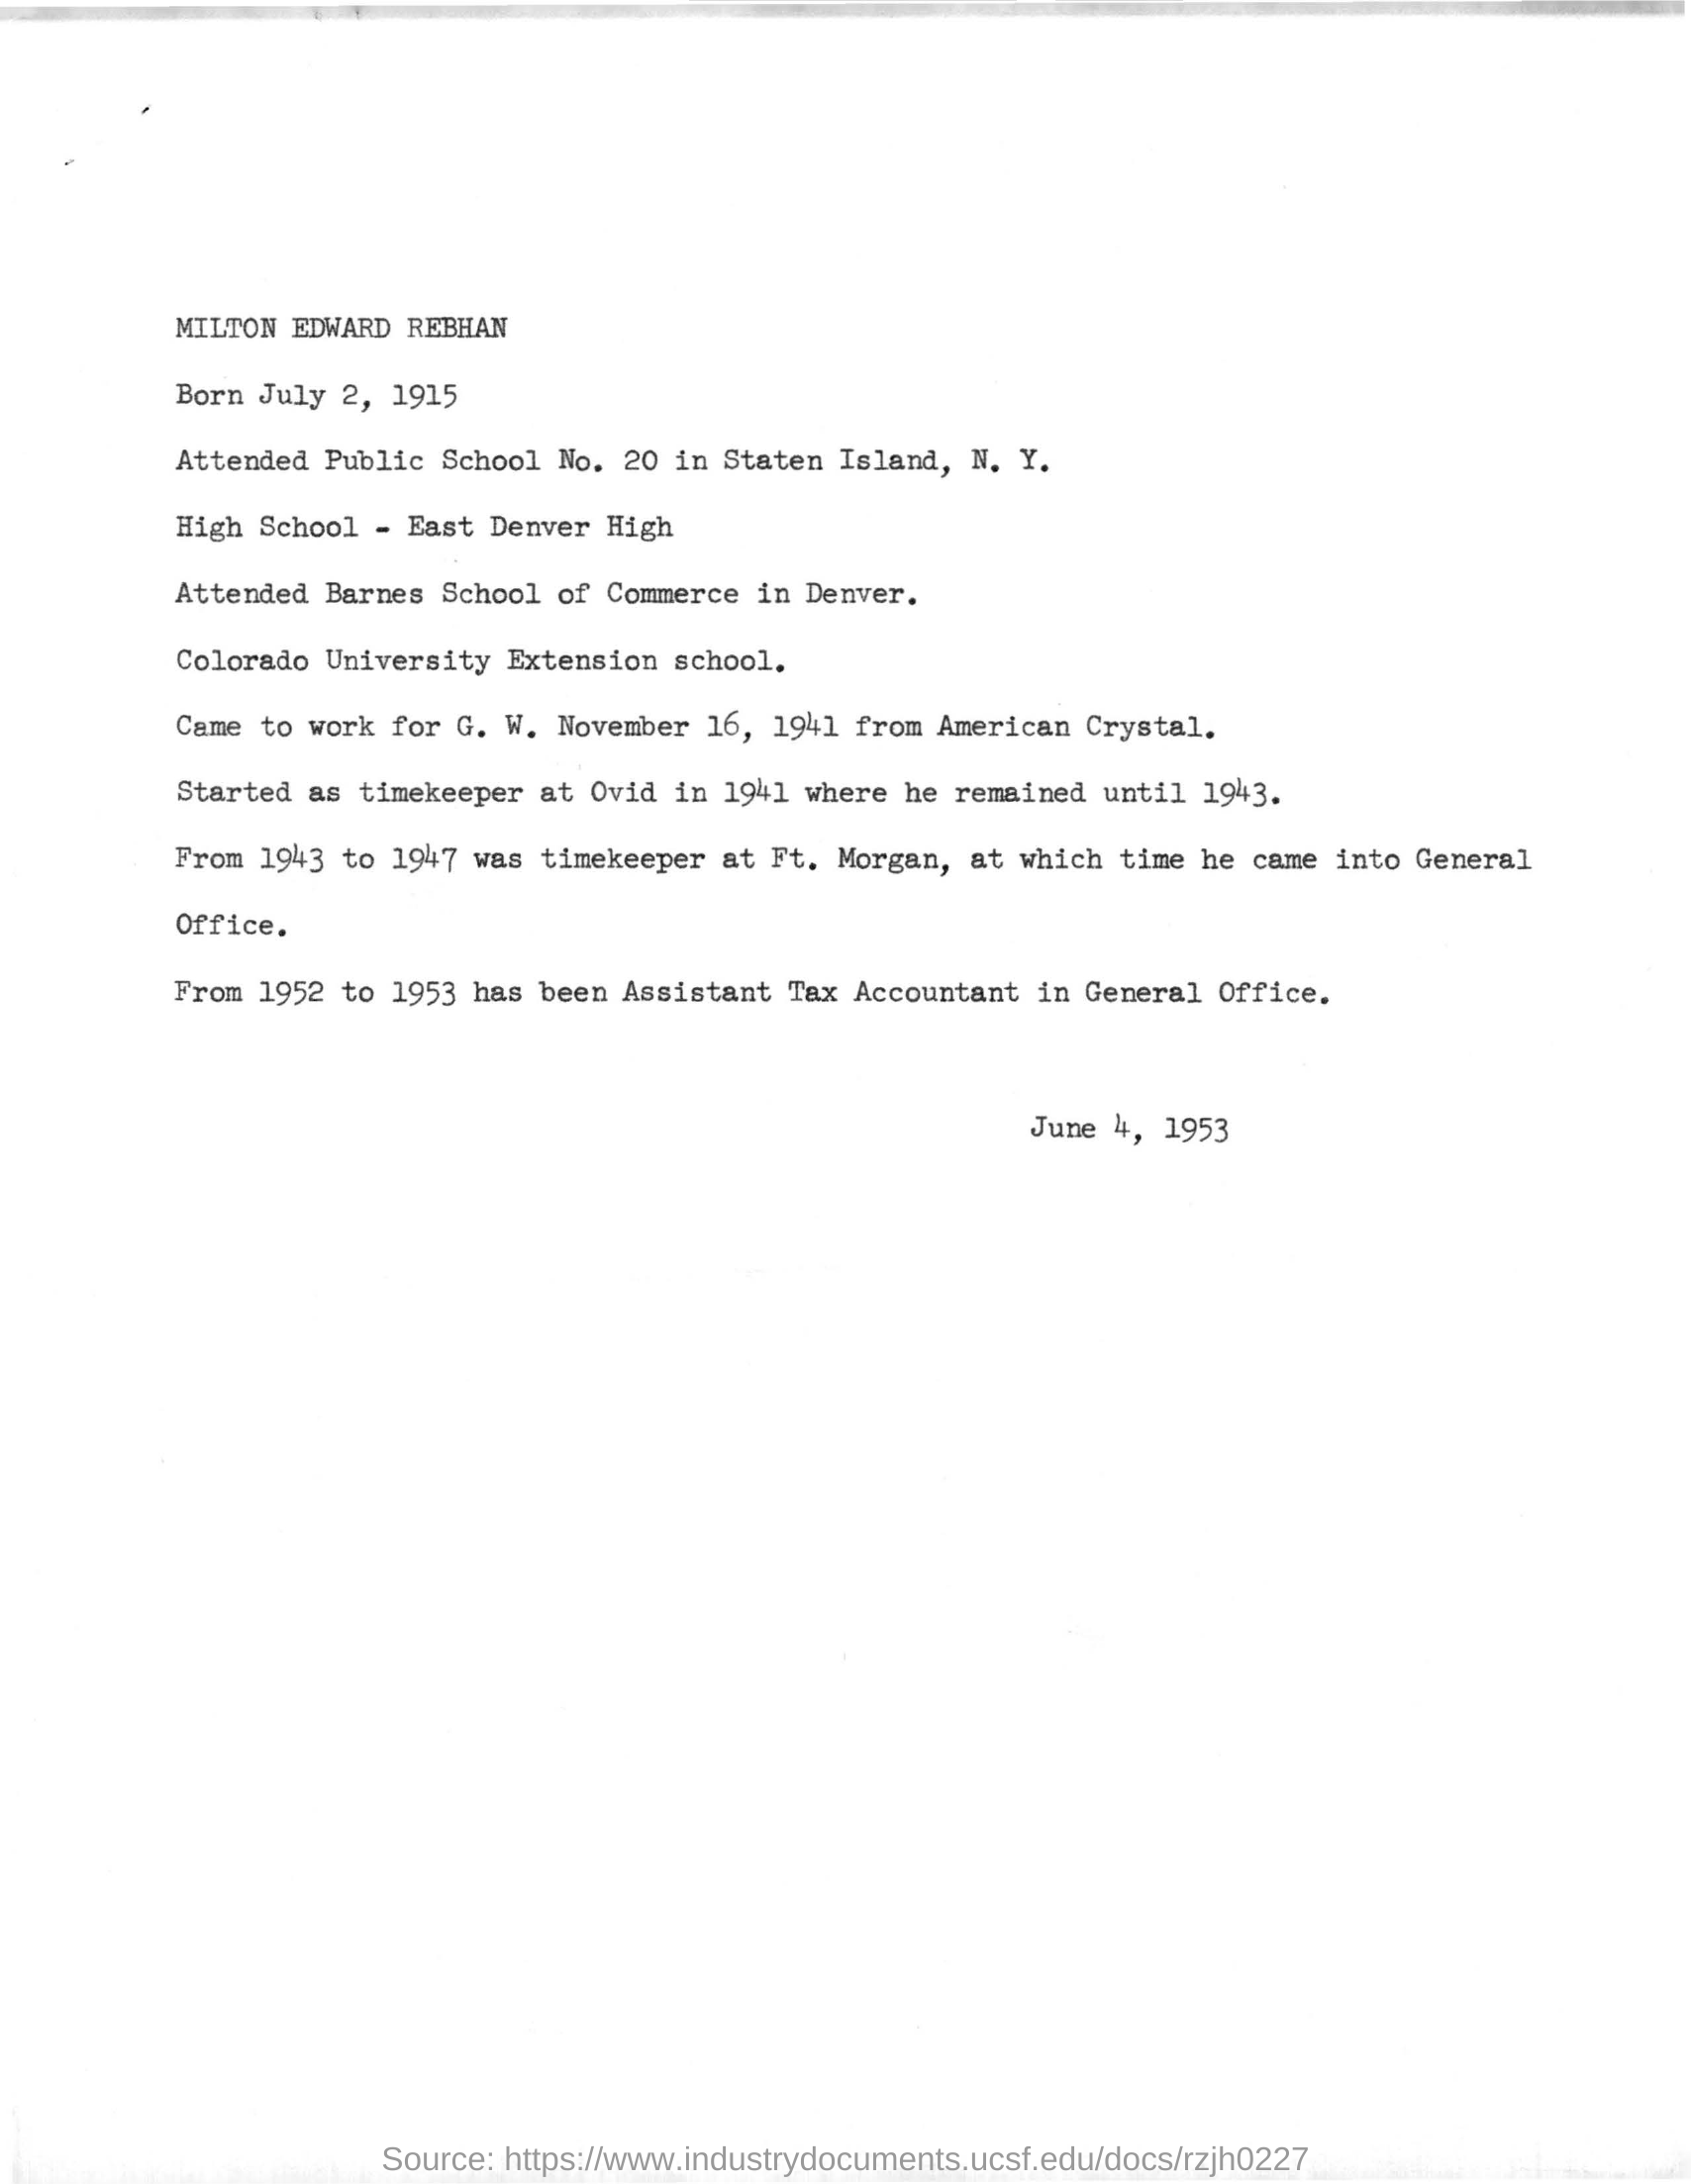 MILTON EDWARD REBHAN
Born July 2, 1915
Attended Public School No. 20 in Staten Island, N. Y.
High School - East Denver High
Attended Barnes School of Commerce in Denver.
Colorado University Extension school.
Came to work for G. W. November 16, 1941 from American Crystal.
Started as timekeeper at Ovid in 1941 where he remained until 1943.
From 1943 to 1947 was timekeeper at Ft. Morgan, at which time he came into General
Office.
From 1952 to 1953 has been Assistant Tax Accountant in General Office.
June 4, 1953
Source: https://www.industrydocuments.ucsf.edu/docs/rzjh0227